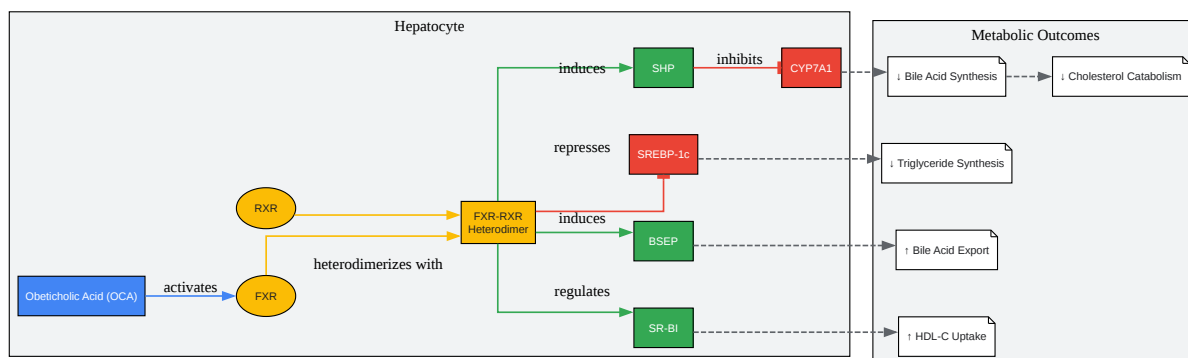 Hepatocyte
Metabolic Outcomes
induces
SHP
inhibits
CYP7A1
↓ Bile Acid Synthesis
↓ Cholesterol Catabolism
represses
SREBP-1c
↓ Triglyceride Synthesis
RXR
FXR-RXR
Heterodimer
induces
BSEP
↑ Bile Acid Export
heterodimerizes with
Obeticholic Acid (OCA)
activates
FXR
regulates
SR-BI
↑ HDL-C Uptake